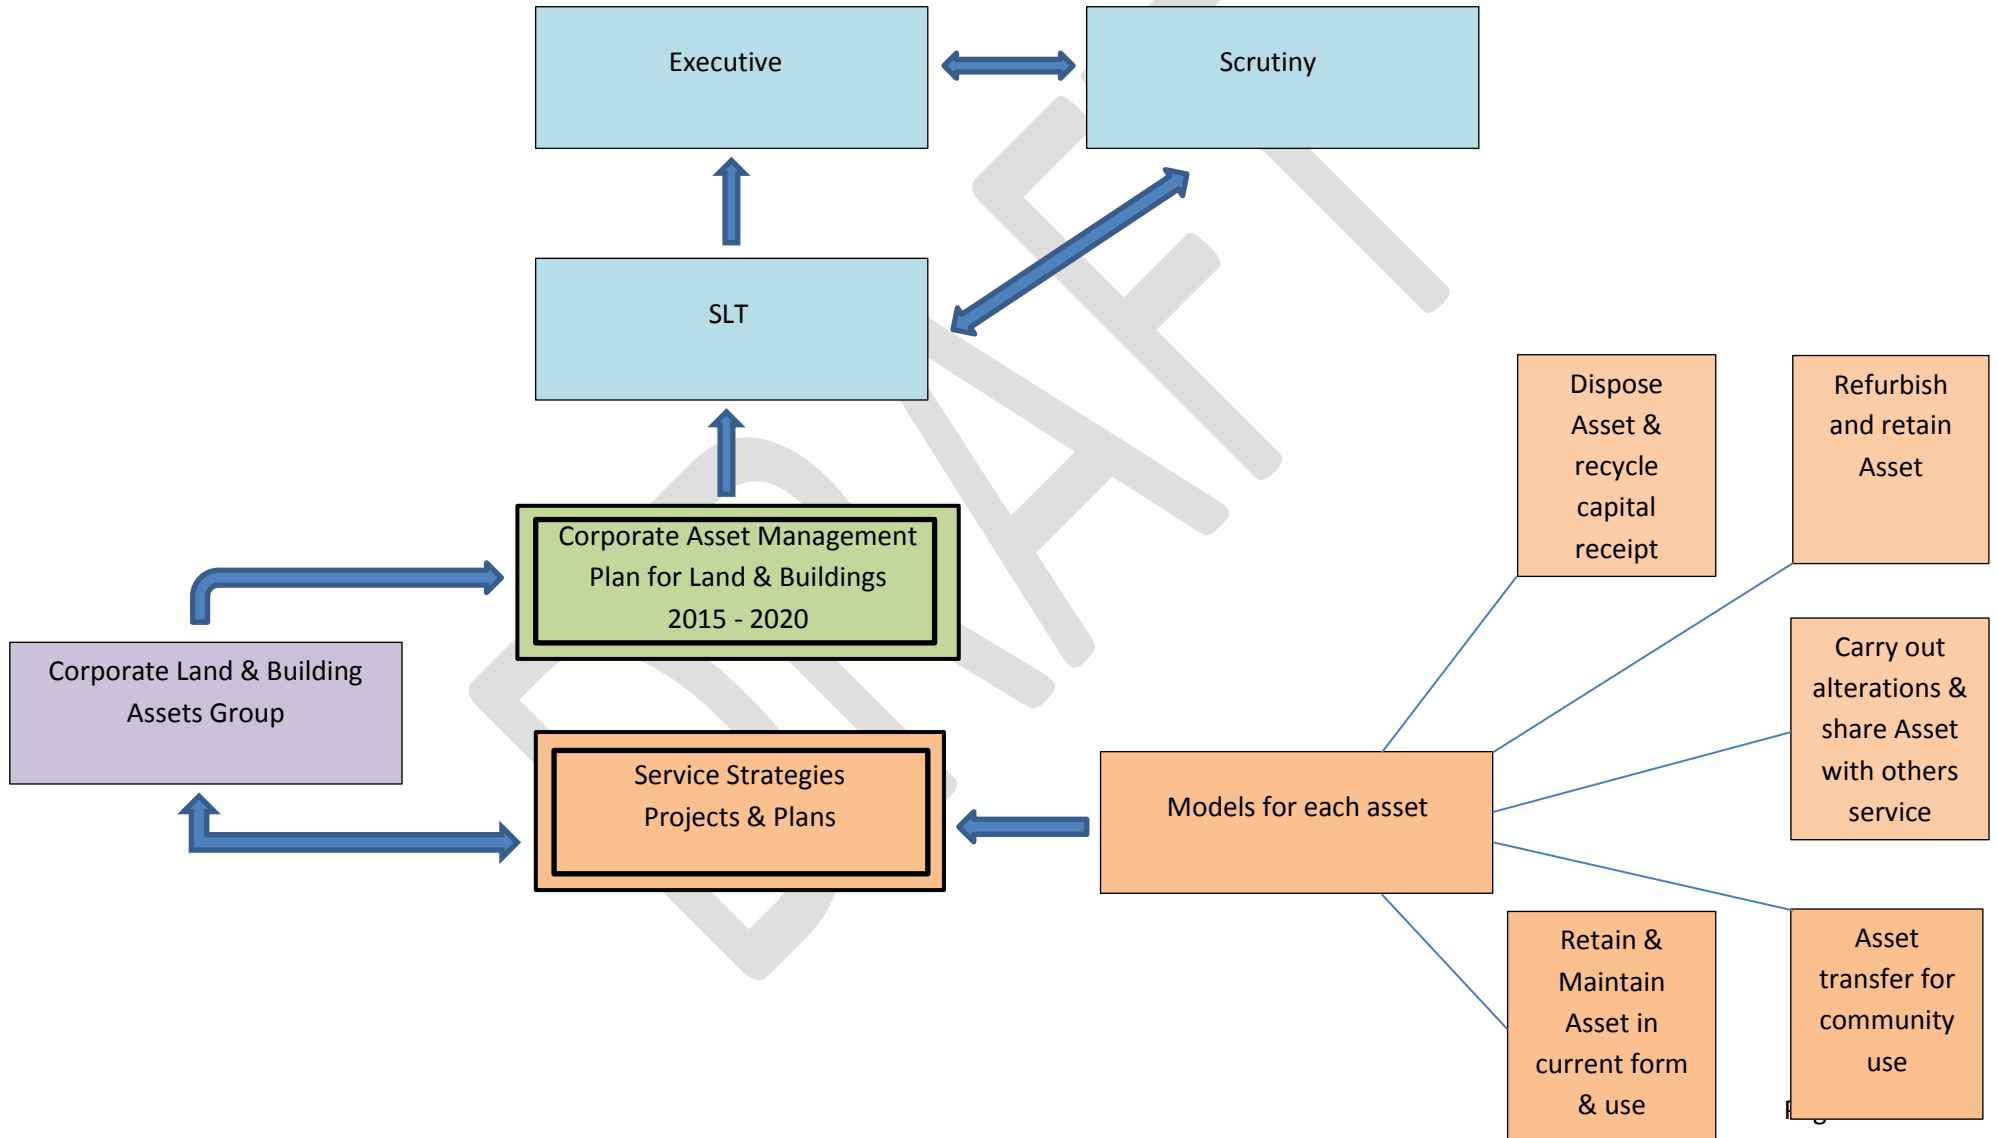 Executive
Scrutiny
SLT
Corporate Asset Management
Plan for Land & Buildings
2015 - 2020
Corporate Land & Building
Assets Group
Service Strategies
Projects & Plans
Models for each asset
Dispose
Asset &
recycle
capital
receipt
Refurbish
and retain
Asset
Carry out
alterations &
share Asset
with others
service
Retain &
Maintain
Asset in
current form
& use
Asset
transfer for
community
use
DRAFT